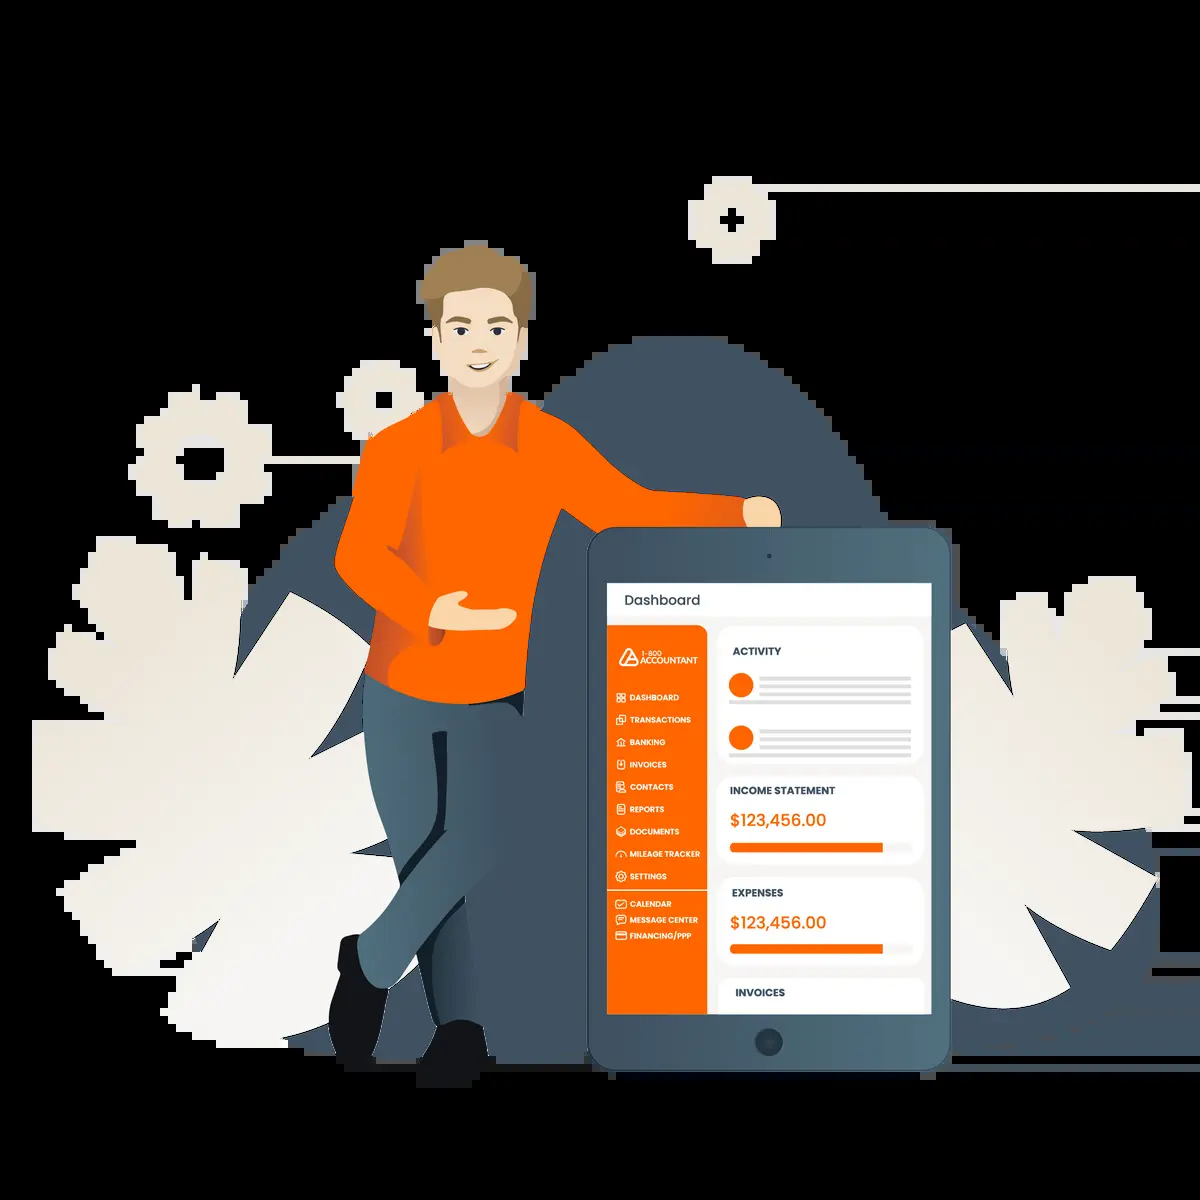 Dashboard
1-800
ACCOUNTANT
DASHBOARD
TRANSACTIONS
BANKING
INVOICES
CONTACTS
REPORTS
DOCUMENTS
MILEAGE TRACKER
SETTINGS
CALENDAR
MESSAGE CENTER
FINANCING/PPP
ACTIVITY
INCOME STATEMENT
$123,456.00
EXPENSES
$123,456.00
INVOICES